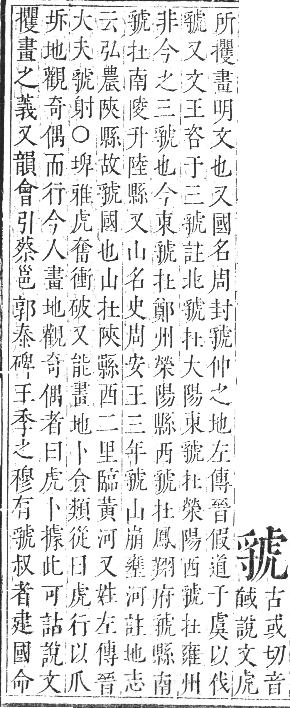 虢
古或切音
馘說文虎
所攫畫明文也又國名周封虢仲之地左傳晉假道于虞以伐
虢又文王咨于三虢註北虢在大陽東虢在滎陽西虢在雍州
非今之三虢也今東虢在鄭州滎陽縣西虢在鳳翔府虢縣南
虢在南陵升陸縣又山名史周安王三年虢山崩壅河註地志
云弘農陝縣故虢國也山在陝縣西二里臨黃河又姓左傳晉
大夫虢射○埤雅虎奮衝破又能畫地卜食類從曰虎行以爪
坼地觀奇偶而行今人畫地觀奇偶者曰虎卜據此可詁說文
攫畫之義又韻會引蔡邕郭泰碑王季之穆有虢叔者建國命